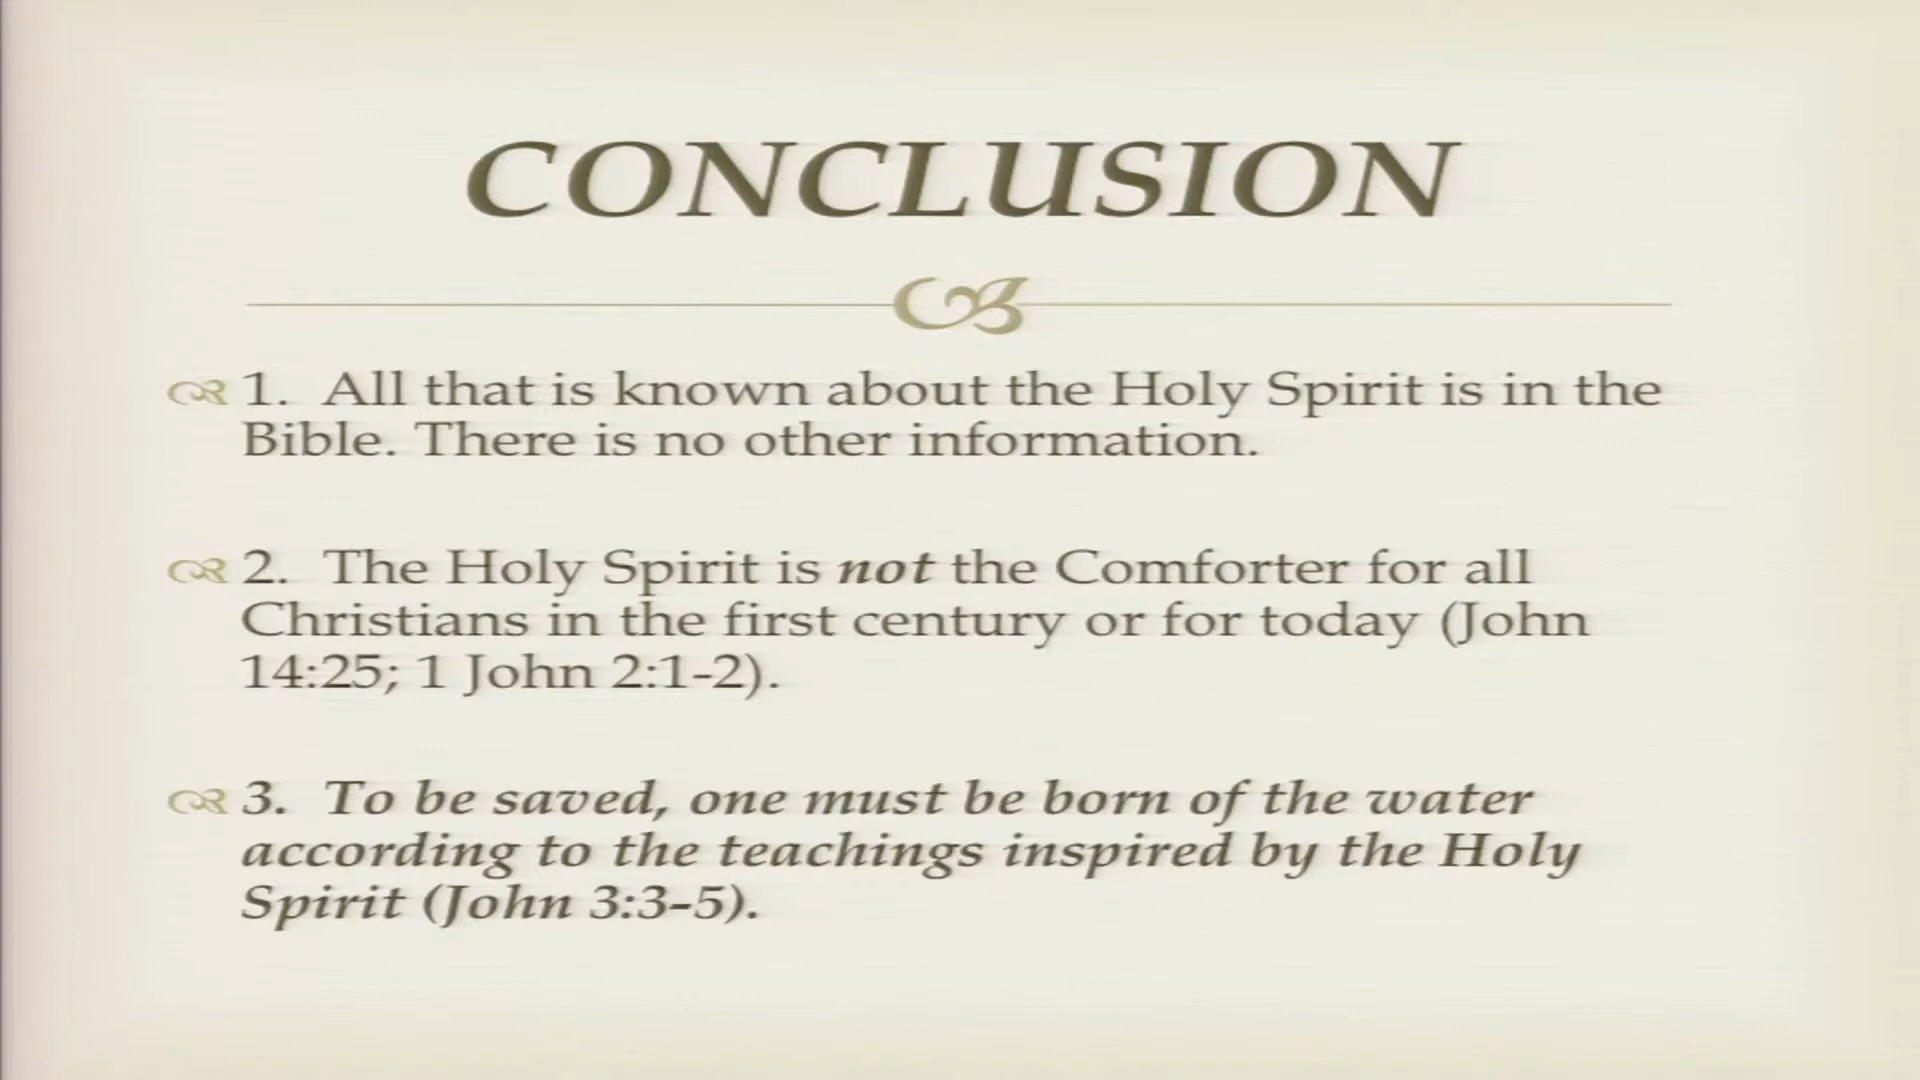 CONCLUSION
1. All that is known about the Holy Spirit is in the
Bible. There is no other information.
2. The Holy Spirit is not the Comforter for all
Christians in the first century or for today (John
14:25; 1 John 2:1-2).
3. To be saved, one must be born of the water
according to the teachings inspired by the Holy
Spirit (John 3:3-5).